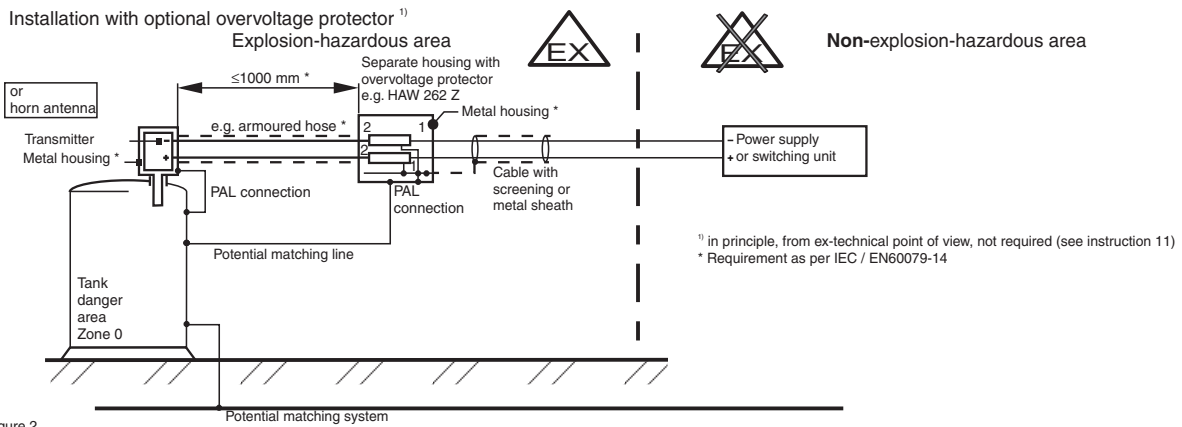 Installation with optional overvoltage protector 1)
Explosion-hazardous area
EX
EX
Non-explosion-hazardous area
≤1000 mm *
Separate housing with
overvoltage protector
e.g. HAW 262 Z
or
horn antenna
Metal housing *
Transmitter
e.g. armoured hose *
2
1
Metal housing *
-
+
2
- Power supply
+ or switching unit
PAL connection
PAL
connection
Cable with
screening or
metal sheath
Potential matching line
1) in principle, from ex-technical point of view, not required (see instruction 11)
* Requirement as per IEC / EN60079-14
Tank
danger
area
Zone 0
Potential matching system